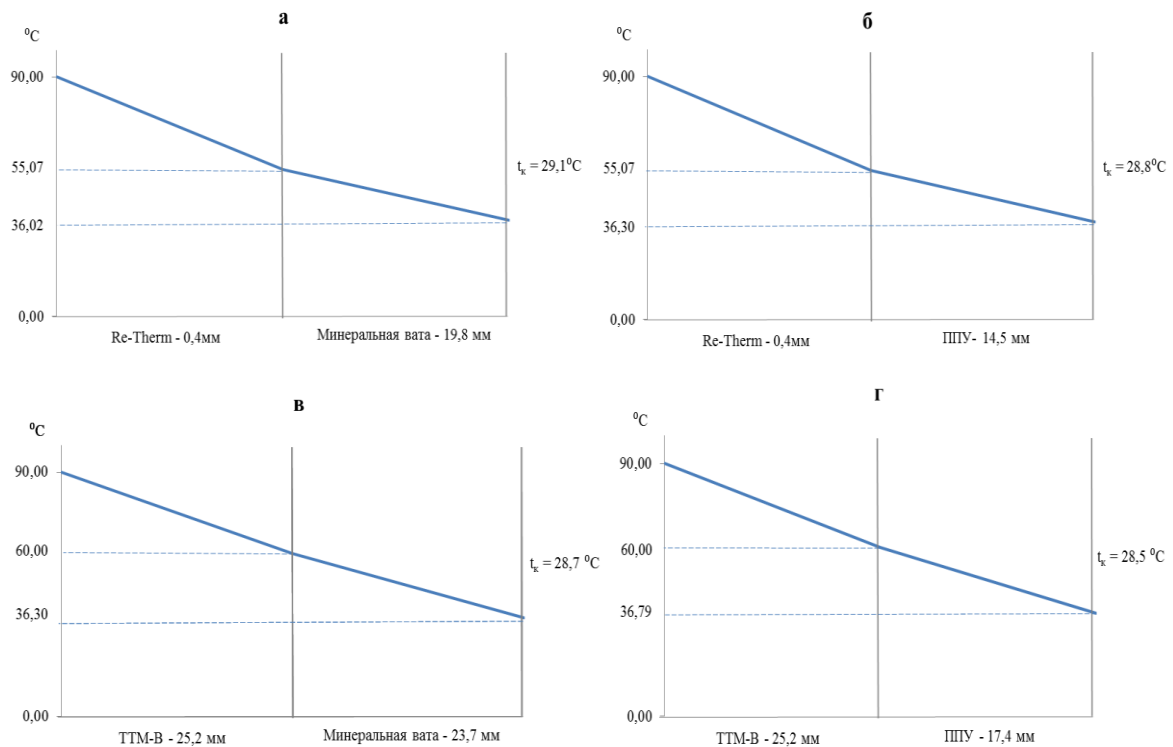 а
⁰С
90,00
55,07
36,02
0,00
tк = 29,1⁰С
Re-Therm - 0,4мм
Минеральная вата - 19,8 мм
б
⁰С
90,00
55,07
36,30
0,00
tк = 28,8⁰С
Re-Therm - 0,4мм
ППУ- 14,5 мм
в
⁰С
90,00
60,00
36,30
0,00
tк = 28,7 ⁰С
ТТМ-В - 25,2 мм
Минеральная вата - 23,7 мм
г
⁰С
90,00
60,00
36,79
0,00
tк = 28,5 ⁰С
ТТМ-В - 25,2 мм
ППУ - 17,4 мм